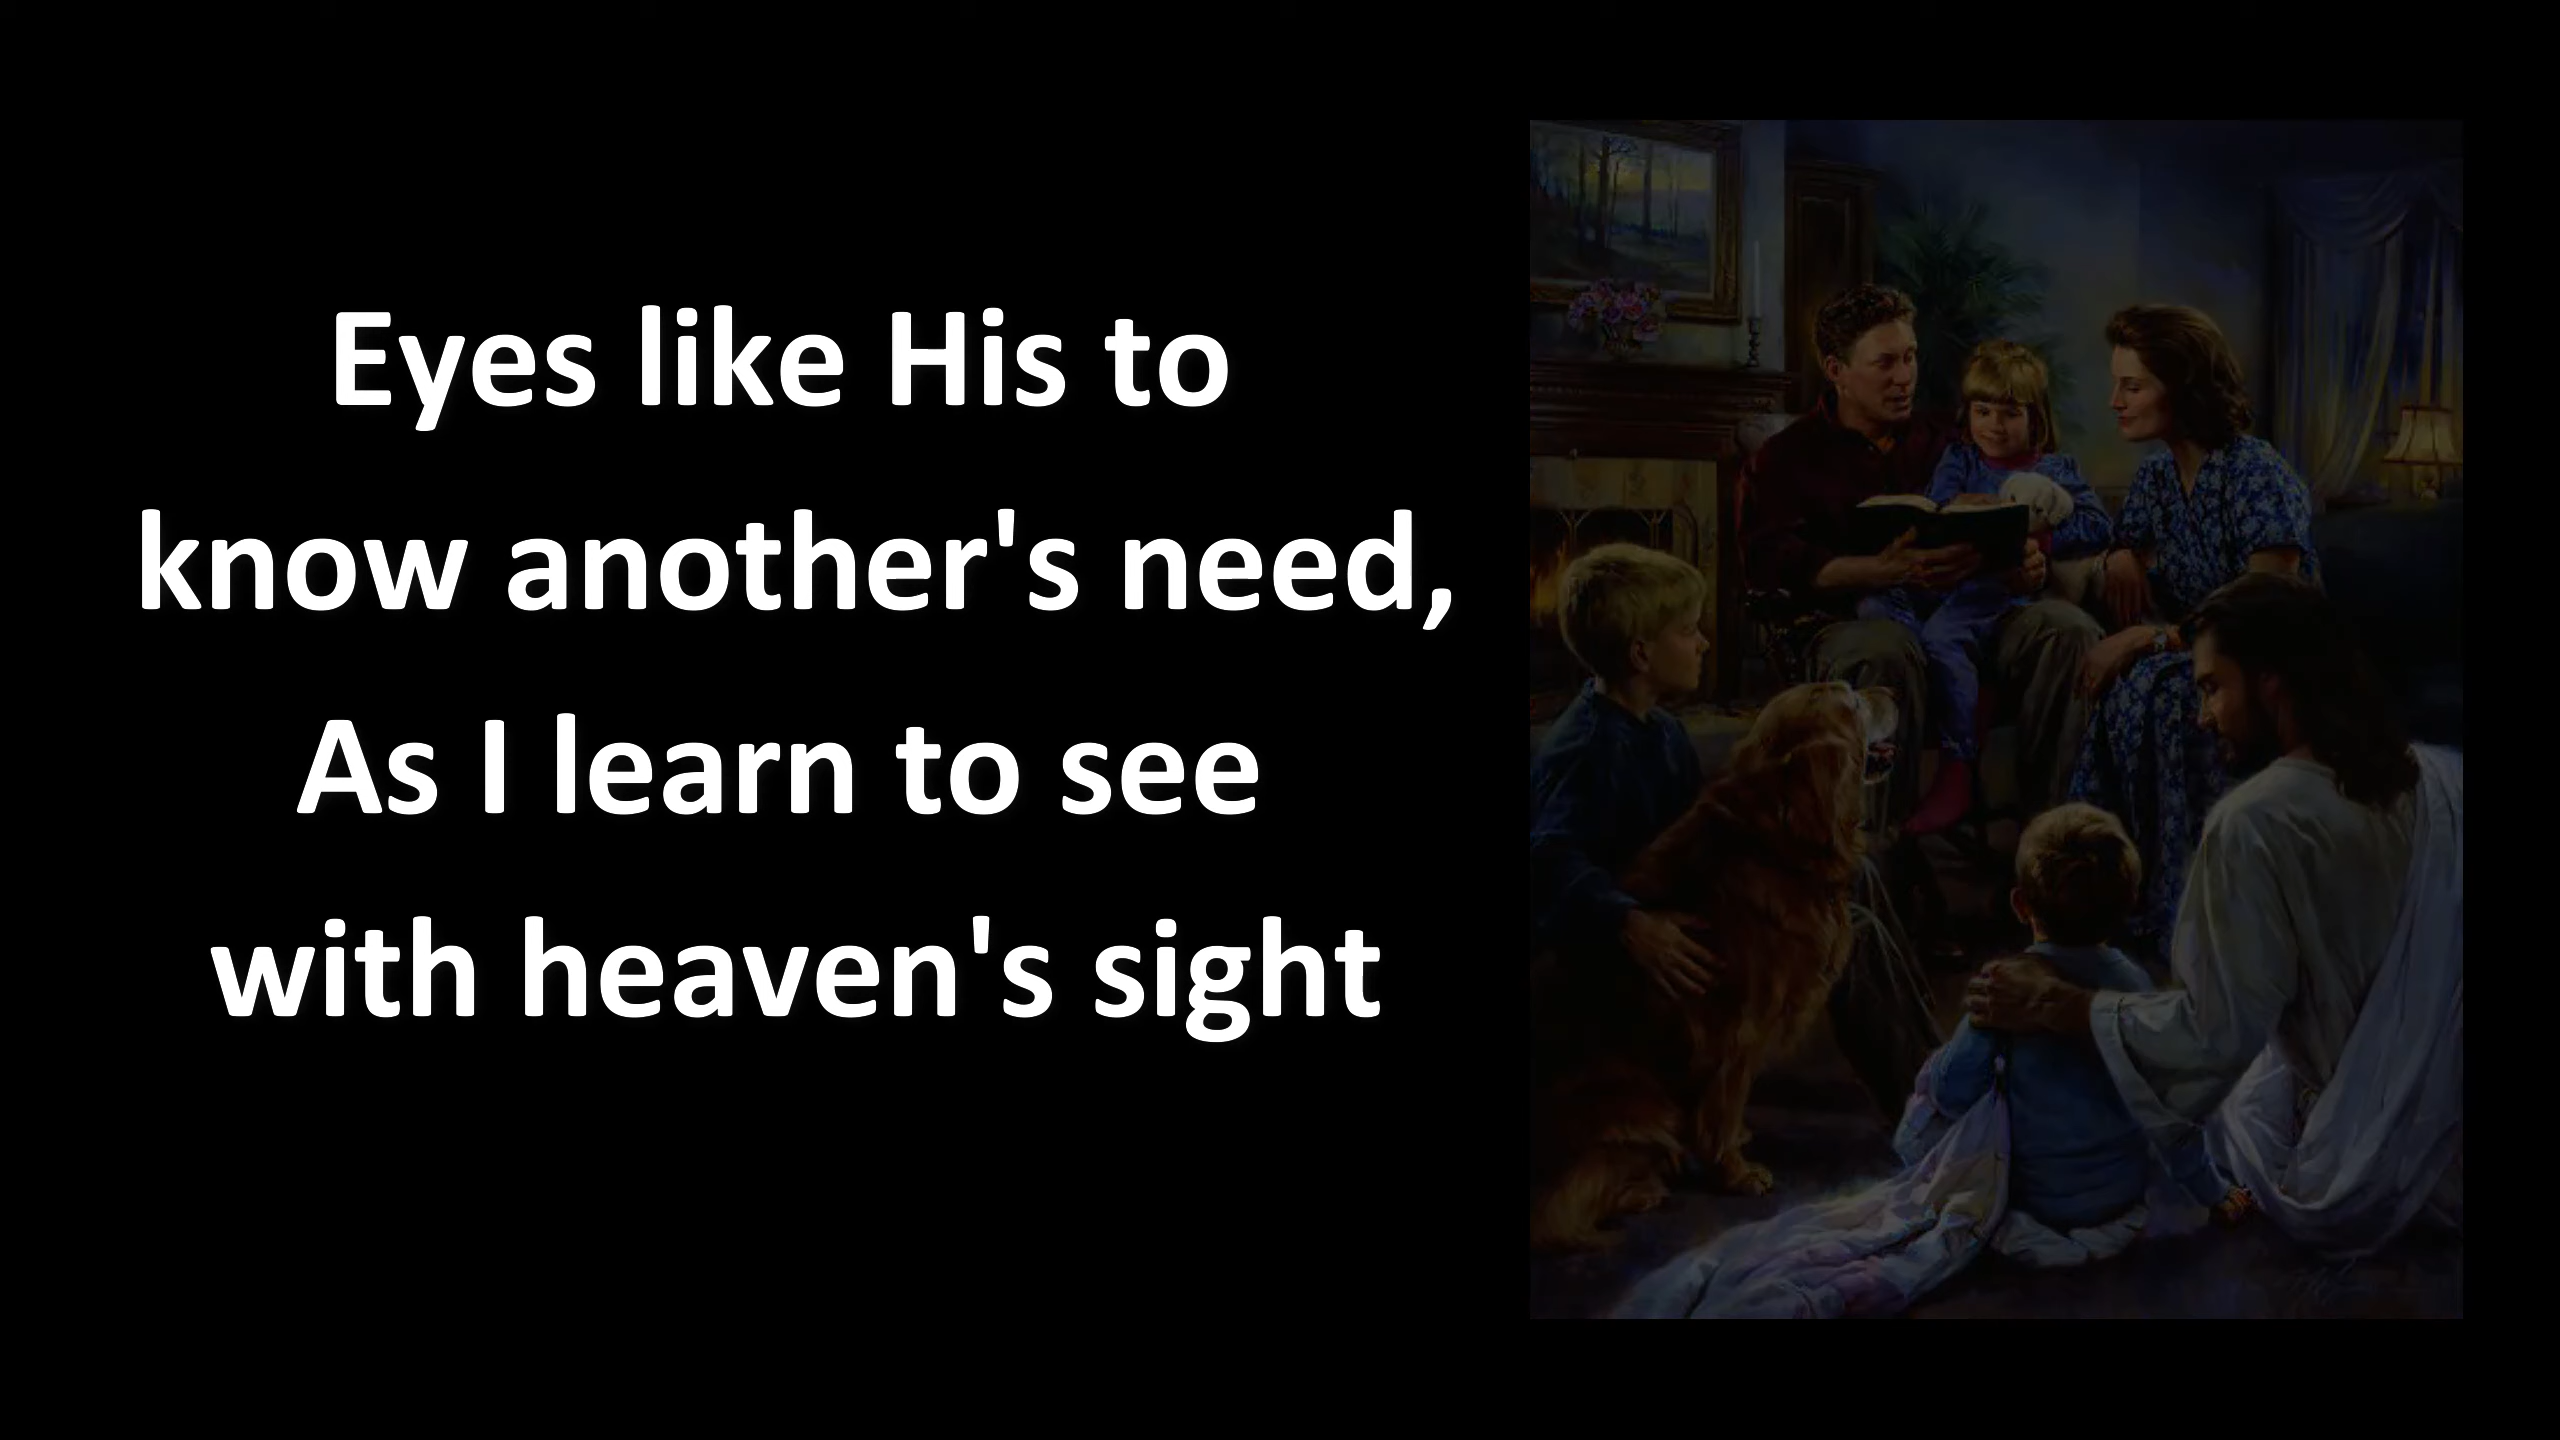 Eyes like His to
know another's need,
As I learn to see
with heaven's sight